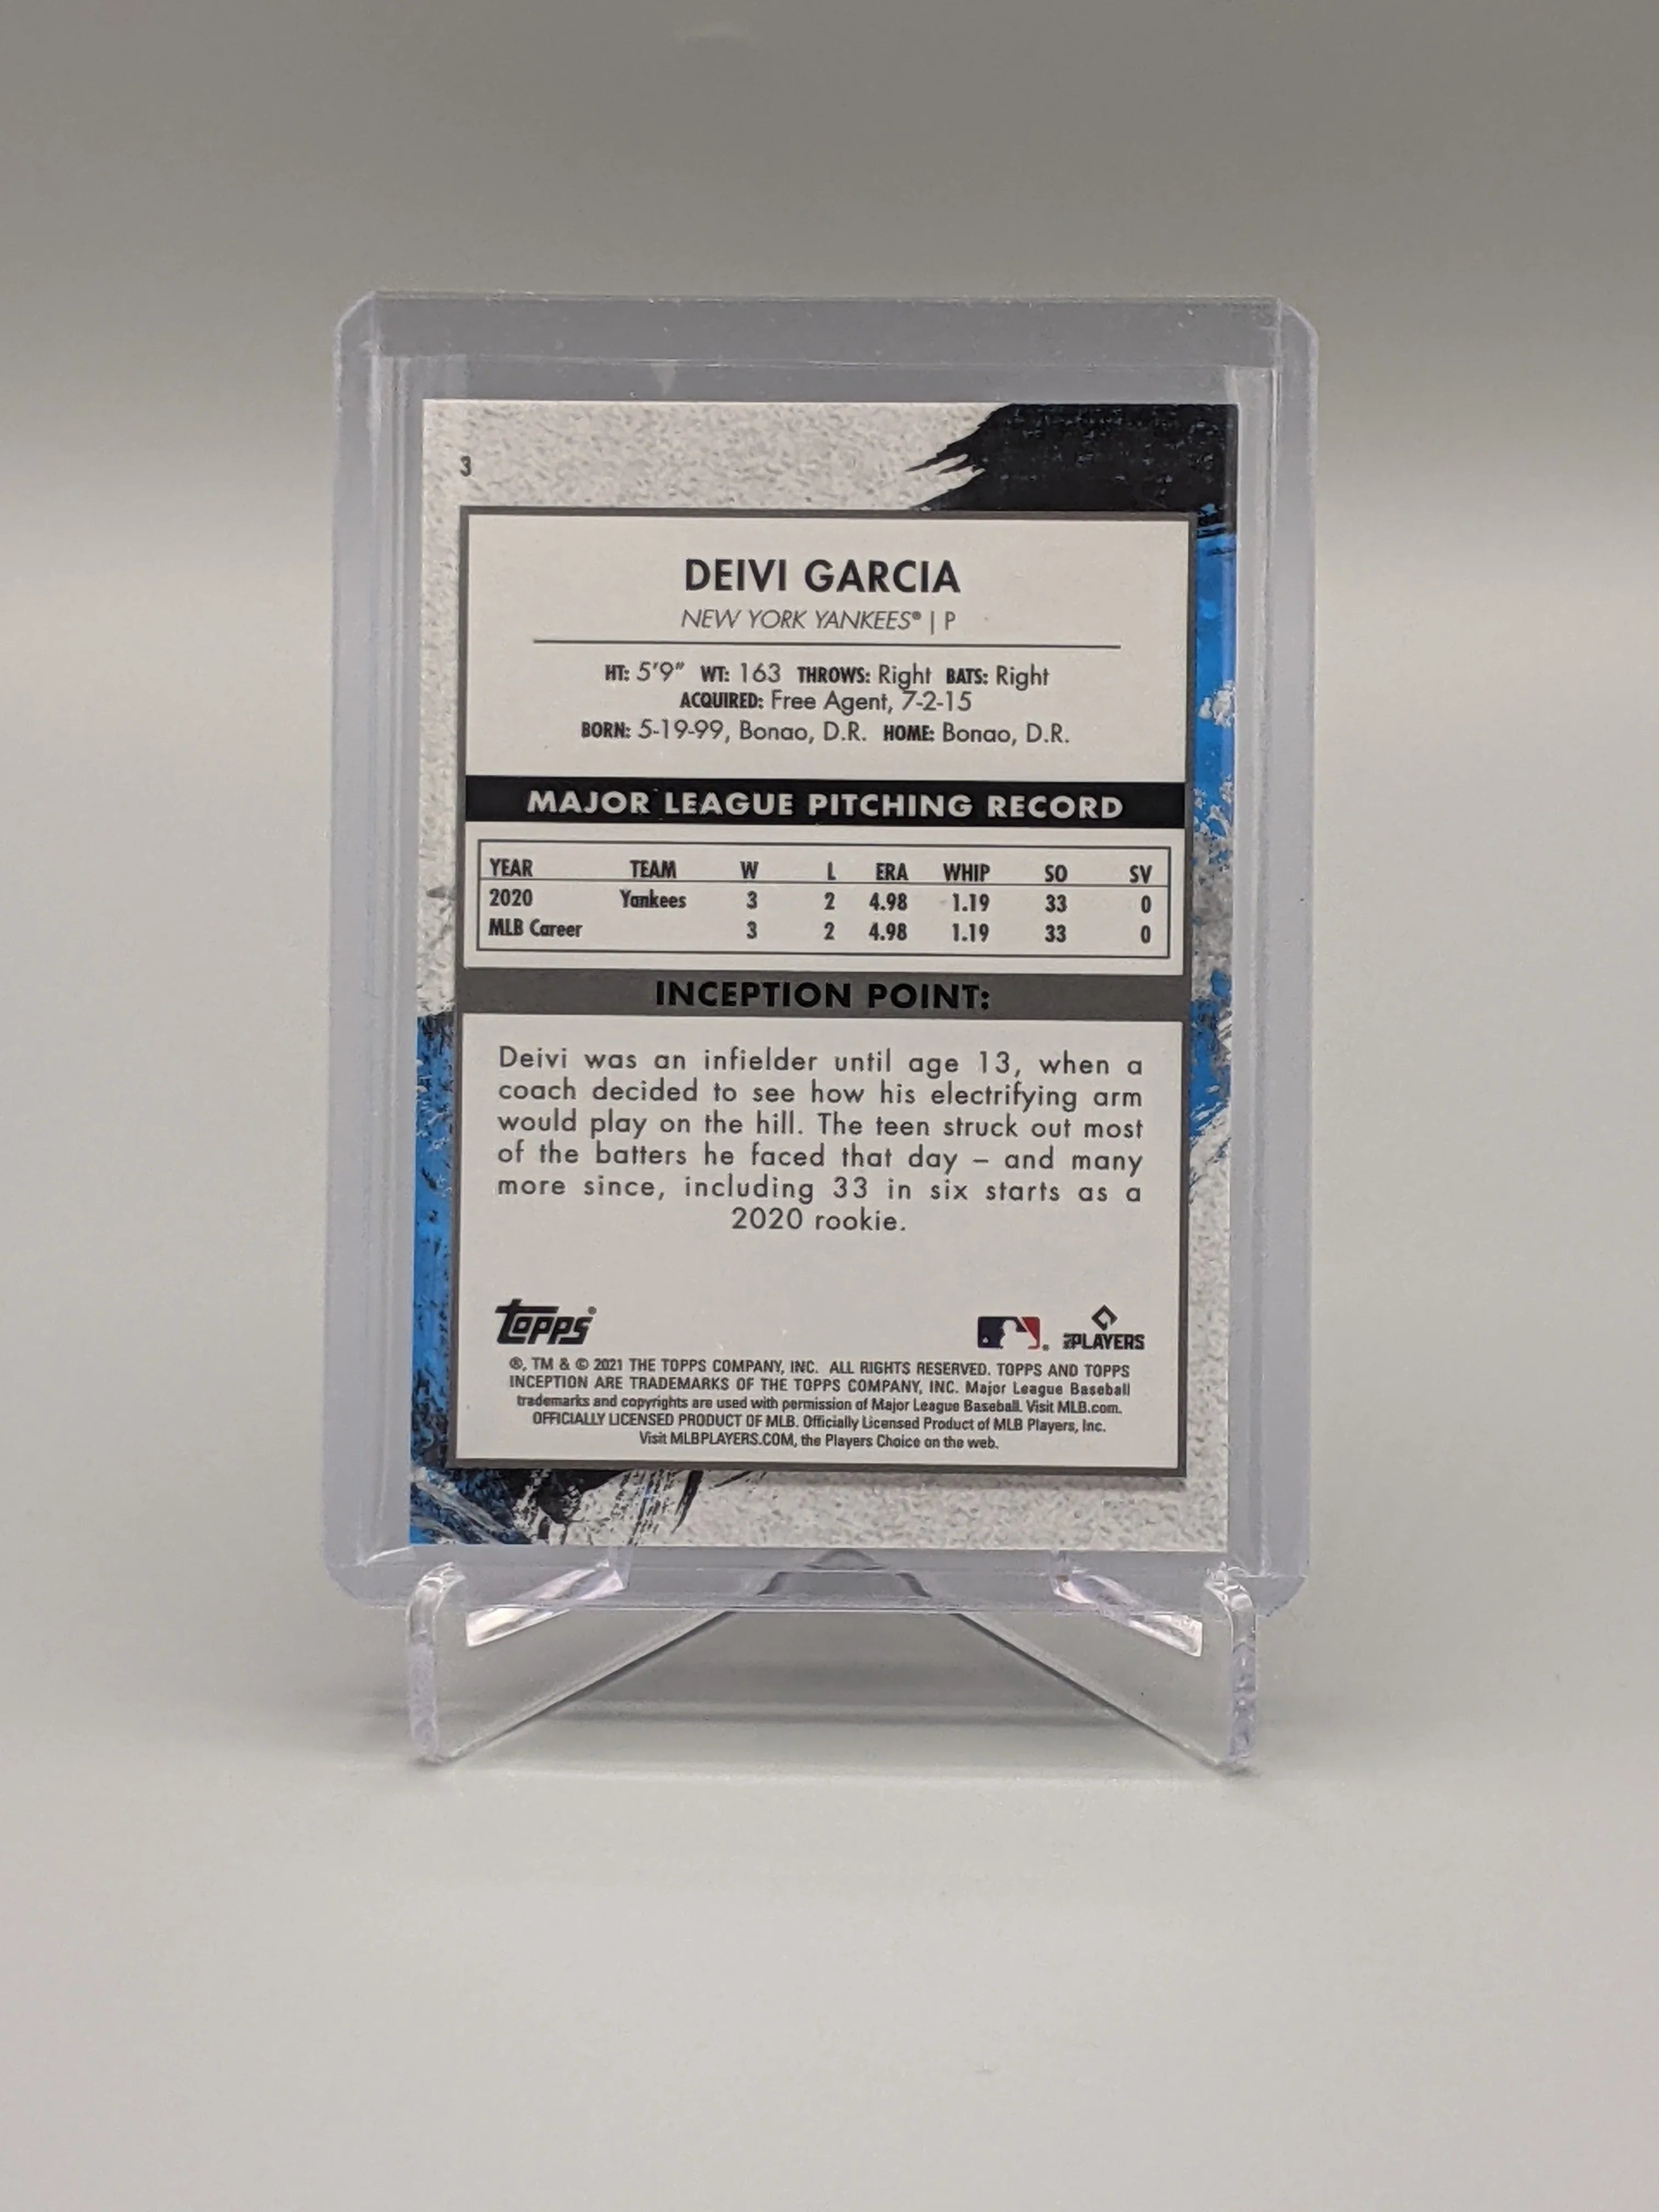 3
DEIVI GARCIA
NEW YORK YANKEES® | P
HT: 5'9" WT: 163 THROWS: Right BATS: Right
ACQUIRED: Free Agent, 7-2-15
BORN: 5-19-99, Bonao, D.R. HOME: Bonao, D.R.
MAJOR LEAGUE PITCHING RECORD
YEAR TEAM W L ERA WHIP SO SV
2020 Yankees 3 2 4.98 1.19 33 0
MLB Career 3 2 4.98 1.19 33 0
INCEPTION POINT:
Deivi was an infielder until age 13, when a
coach decided to see how his electrifying arm
would play on the hill. The teen struck out most
of the batters he faced that day – and many
more since, including 33 in six starts as a
2020 rookie.
Topps®
PLAYERS
®, TM & © 2021 THE TOPPS COMPANY, INC. ALL RIGHTS RESERVED. TOPPS AND TOPPS
INCEPTION ARE TRADEMARKS OF THE TOPPS COMPANY, INC. Major League Baseball
trademarks and copyrights are used with permission of Major League Baseball. Visit MLB.com.
OFFICIALLY LICENSED PRODUCT OF MLB. Officially Licensed Product of MLB Players, Inc.
Visit MLBPLAYERS.COM, the Players Choice on the web.